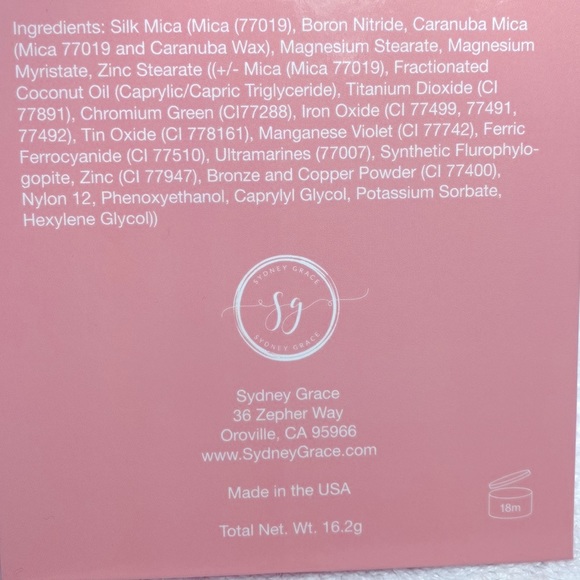 Ingredients: Silk Mica (Mica (77019), Boron Nitride, Caranuba Mica
(Mica 77019 and Caranuba Wax), Magnesium Stearate, Magnesium
Myristate, Zinc Stearate ((+/- Mica (Mica 77019), Fractionated
Coconut Oil (Caprylic/Capric Triglyceride), Titanium Dioxide (CI
77891), Chromium Green (CI77288), Iron Oxide (CI 77499, 77491,
77492), Tin Oxide (CI 778161), Manganese Violet (CI 77742), Ferric
Ferrocyanide (CI 77510), Ultramarines (77007), Synthetic Flurophylo-
gopite, Zinc (CI 77947), Bronze and Copper Powder (CI 77400),
Nylon 12, Phenoxyethanol, Caprylyl Glycol, Potassium Sorbate,
Hexylene Glycol))
SYDNEY GRACE
Sg
SYDNEY GRACE
Sydney Grace
36 Zepher Way
Oroville, CA 95966
www.SydneyGrace.com
Made in the USA
18m
Total Net. Wt. 16.2g